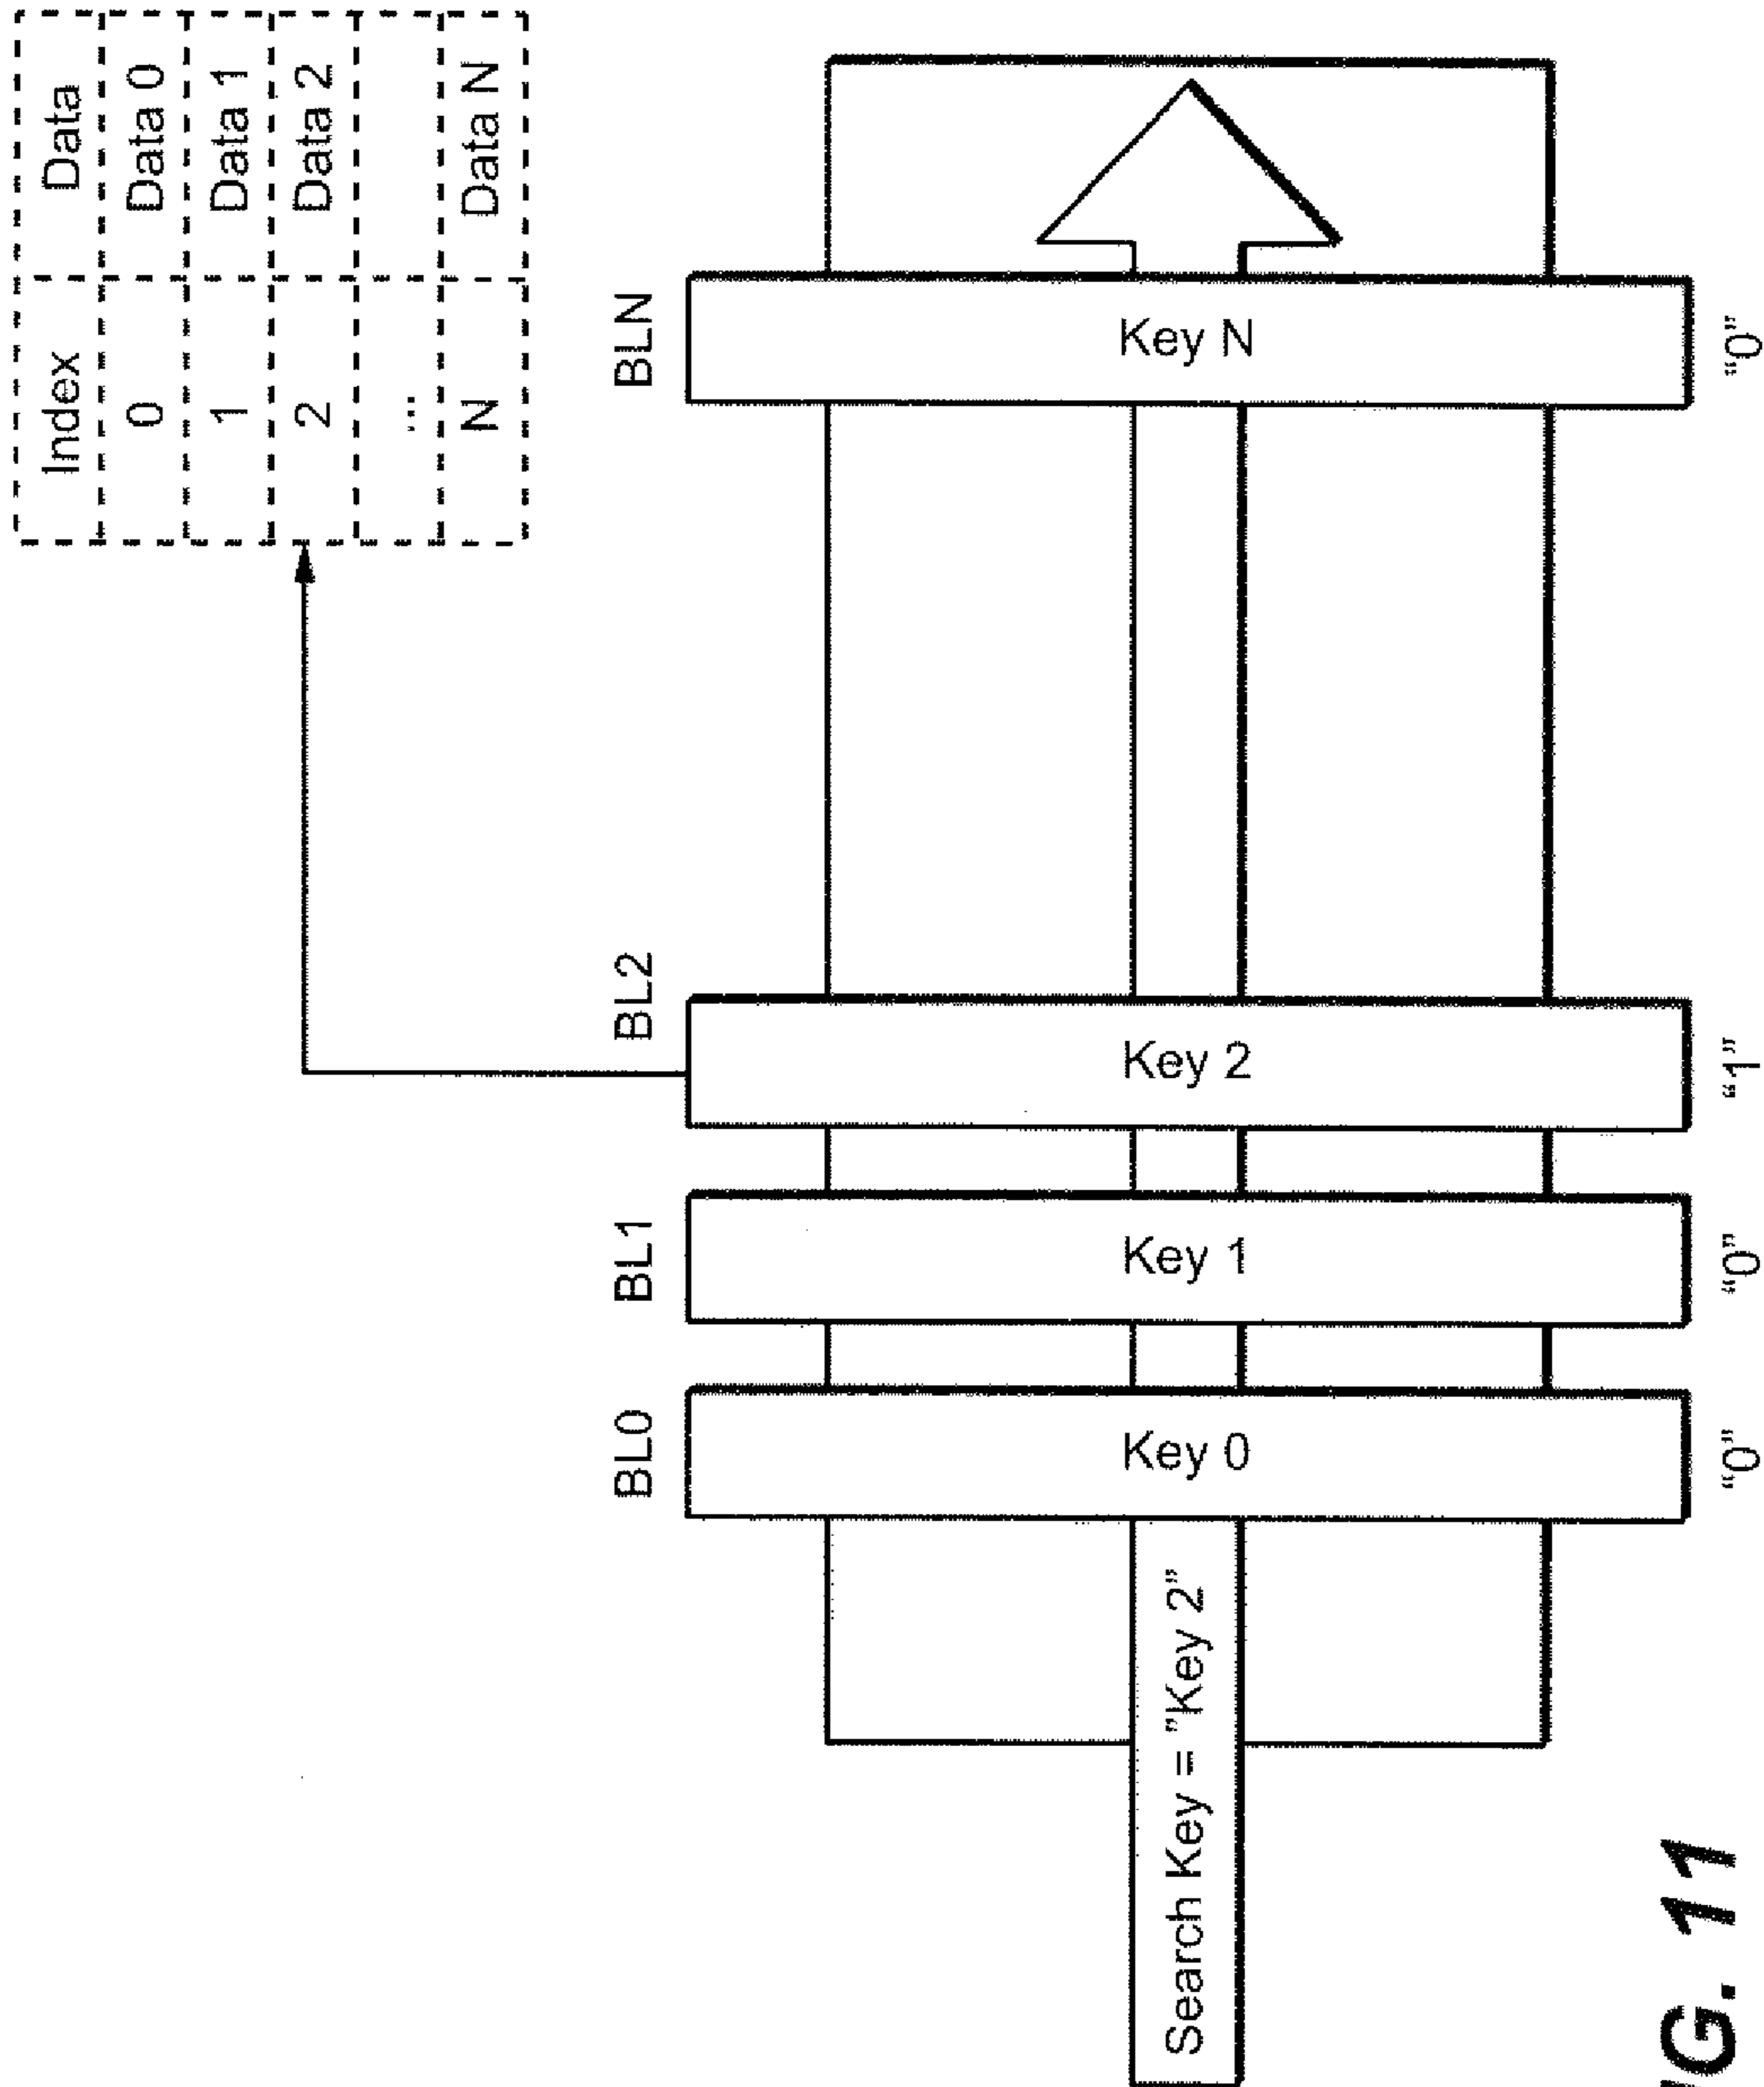 Index Data
0 Data 0
1 Data 1
2 Data 2
...
N Data N
BL0 BL1 BL2 BLN
Search Key = "Key 2" Key 0 Key 1 Key 2 Key N
“0” “0” “1” “0”
IG. 11